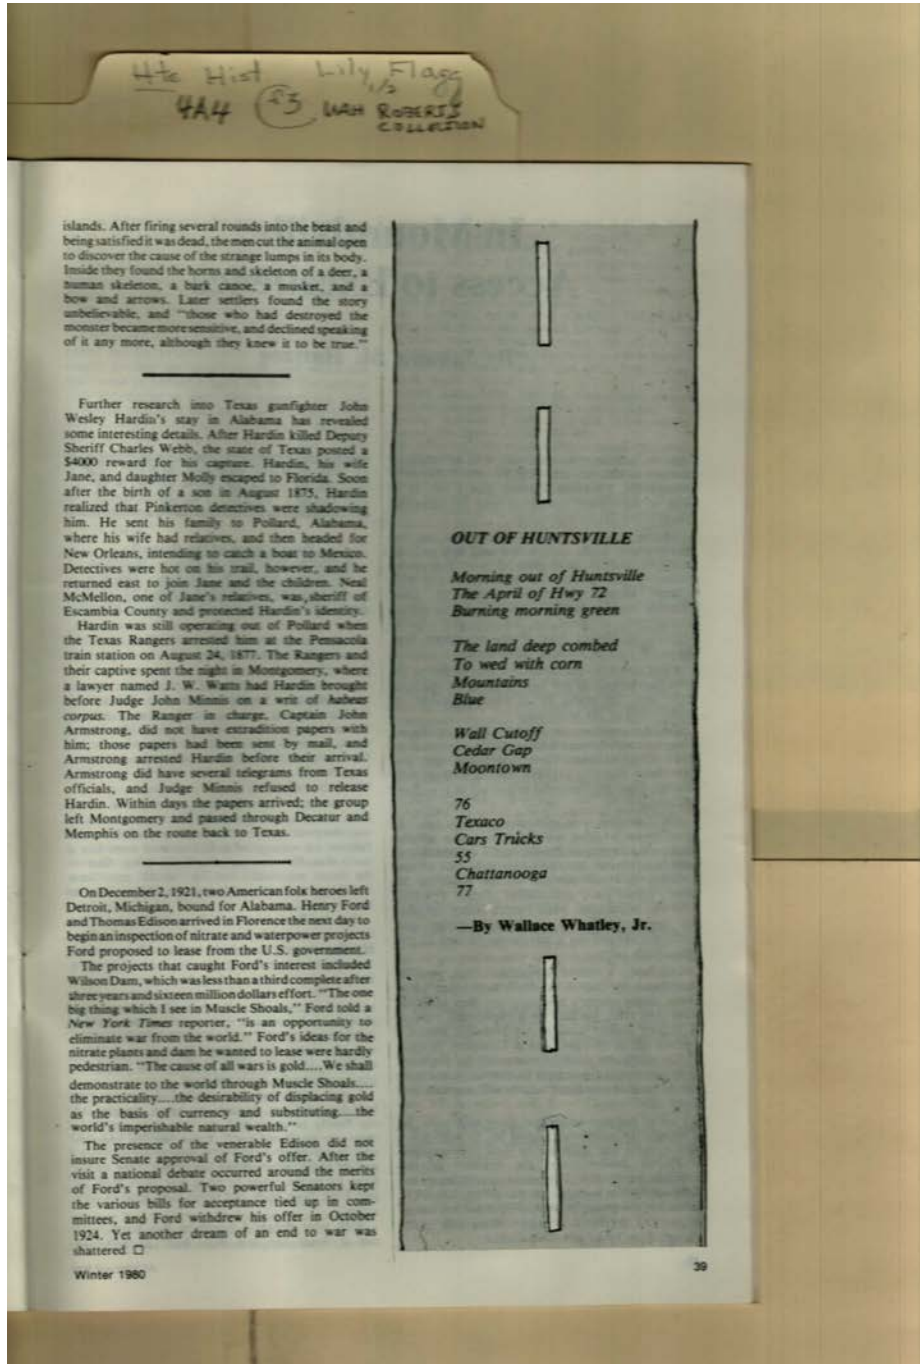 Hts Hist Lily Flagg
1/2
4A4 f3 UAH ROBERTS
COLLECTION
islands. After firing several rounds into the beast and
being satisfied it was dead, the men cut the animal open
to discover the cause of the strange lumps in its body.
Inside they found the horns and skeleton of a deer, a
human skeleton, a bark canoe, a musket, and a
bow and arrows. Later settlers found the story
unbelievable, and "those who had destroyed the
monster became more sensitive, and declined speaking
of it any more, although they knew it to be true."
Further research into Texas gunfighter John
Wesley Hardin's stay in Alabama has revealed
some interesting details. After Hardin killed Deputy
Sheriff Charles Webb, the state of Texas posted a
$4000 reward for his capture. Hardin, his wife
Jane, and daughter Molly escaped to Florida. Soon
after the birth of a son in August 1875, Hardin
realized that Pinkerton detectives were shadowing
him. He sent his family to Pollard, Alabama,
where his wife had relatives, and then headed for
New Orleans, intending to catch a boat to Mexico.
Detectives were hot on his trail, however, and he
returned east to join Jane and the children. Neal
McMellon, one of Jane's relatives, was sheriff of
Escambia County and protected Hardin's identity.
Hardin was still operating out of Pollard when
the Texas Rangers arrested him at the Pensacola
train station on August 24, 1877. The Rangers and
their captive spent the night in Montgomery, where
a lawyer named J. W. Watts had Hardin brought
before Judge John Minnis on a writ of habeas
corpus. The Ranger in charge, Captain John
Armstrong, did not have extradition papers with
him; those papers had been sent by mail, and
Armstrong arrested Hardin before their arrival.
Armstrong did have several telegrams from Texas
officials, and Judge Minnis refused to release
Hardin. Within days the papers arrived; the group
left Montgomery and passed through Decatur and
Memphis on the route back to Texas.
On December 2, 1921, two American folk heroes left
Detroit, Michigan, bound for Alabama. Henry Ford
and Thomas Edison arrived in Florence the next day to
begin an inspection of nitrate and waterpower projects
Ford proposed to lease from the U.S. government.
The projects that caught Ford's interest included
Wilson Dam, which was less than a third complete after
three years and sixteen million dollars effort. "The one
big thing which I see in Muscle Shoals," Ford told a
New York Times reporter, "is an opportunity to
eliminate war from the world." Ford's ideas for the
nitrate plants and dam he wanted to lease were hardly
pedestrian. "The cause of all wars is gold....We shall
demonstrate to the world through Muscle Shoals....
the practicality....the desirability of displacing gold
as the basis of currency and substituting....the
world's imperishable natural wealth."
The presence of the venerable Edison did not
insure Senate approval of Ford's offer. After the
visit a national debate occurred around the merits
of Ford's proposal. Two powerful Senators kept
the various bills for acceptance tied up in com-
mittees, and Ford withdrew his offer in October
1924. Yet another dream of an end to war was
shattered □
OUT OF HUNTSVILLE
Morning out of Huntsville
The April of Hwy 72
Burning morning green
The land deep combed
To wed with corn
Mountains
Blue
Wall Cutoff
Cedar Gap
Moontown
76
Texaco
Cars Trucks
55
Chattanooga
77
—By Wallace Whatley, Jr.
Winter 1980
39